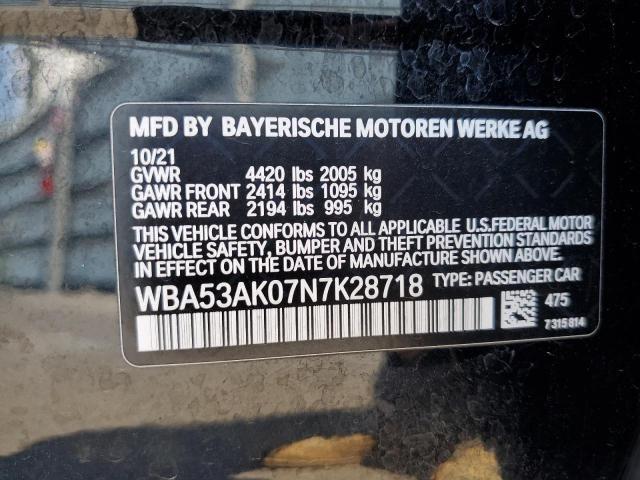 MFD BY BAYERISCHE MOTOREN WERKE AG
10/21
GVWR 4420 lbs 2005 kg
GAWR FRONT 2414 lbs 1095 kg
GAWR REAR 2194 lbs 995 kg
THIS VEHICLE CONFORMS TO ALL APPLICABLE U.S.FEDERAL MOTOR
VEHICLE SAFETY, BUMPER AND THEFT PREVENTION STANDARDS
IN EFFECT ON THE DATE OF MANUFACTURE SHOWN ABOVE.
WBA53AK07N7K28718 TYPE: PASSENGER CAR
475
7315814